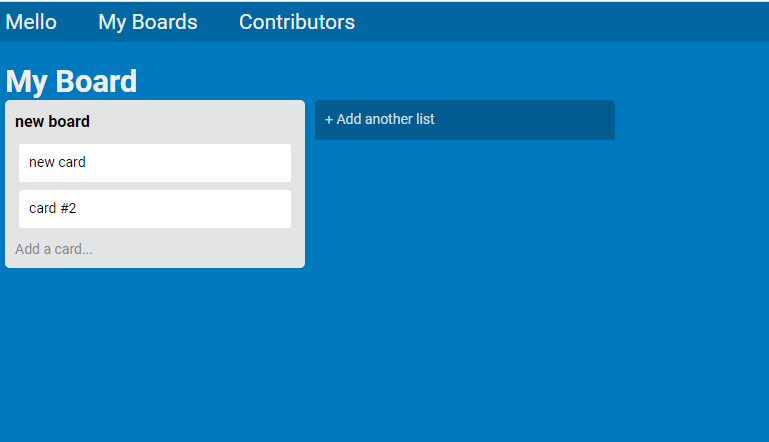 Mello My Boards Contributors
My Board
new board
+ Add another list
new card
card #2
Add a card...